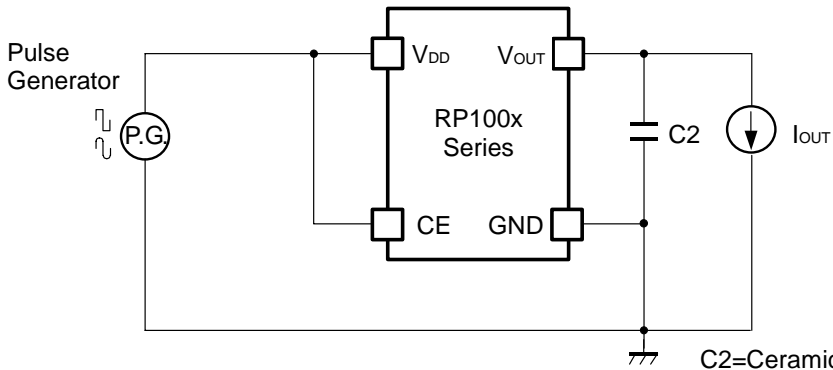 Pulse
Generator
P.G.
VDD
VOUT
RP100x
Series
CE
GND
C2
IOUT
C2=Ceramic